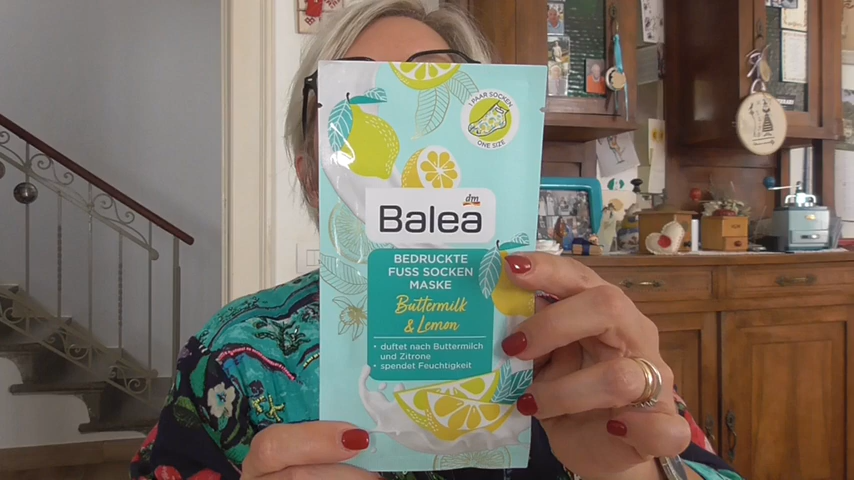 1 PAAR SOCKEN
ONE SIZE
dm
Balea
BEDRUCKTE
FUSS SOCKEN
MASKE
Buttermilk
& Lemon
• duftet nach Buttermilch
und Zitrone
• spendet Feuchtigkeit